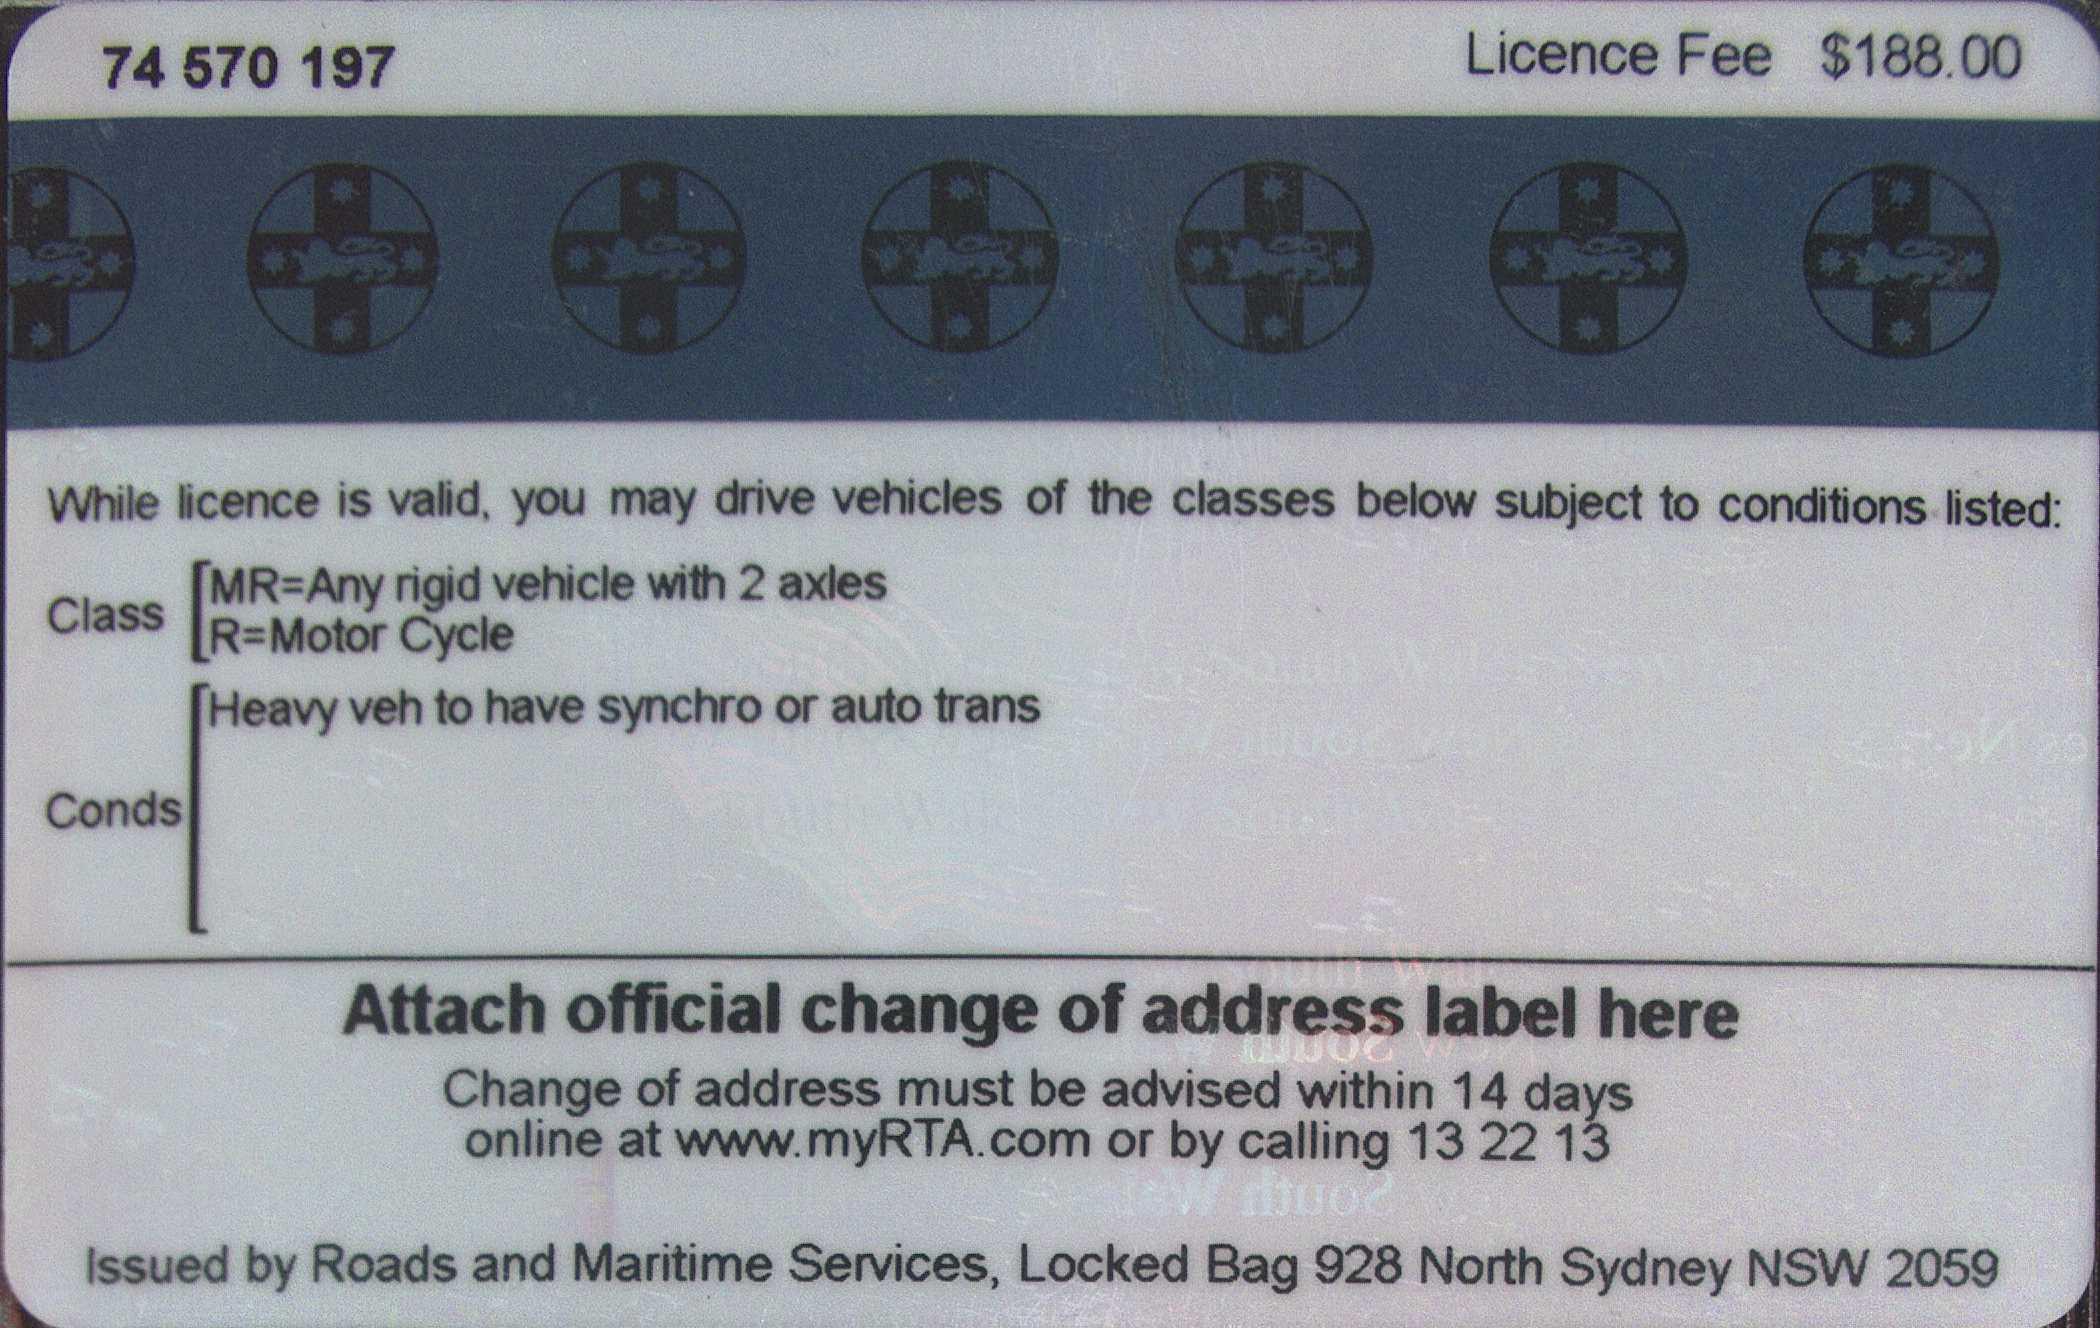 74 570 197
Licence Fee $188.00
While licence is valid, you may drive vehicles of the classes below subject to conditions listed:
Class
MR=Any rigid vehicle with 2 axles
R=Motor Cycle
Conds
Heavy veh to have synchro or auto trans
Attach official change of address label here
Change of address must be advised within 14 days
online at www.myRTA.com or by calling 13 22 13
Issued by Roads and Maritime Services, Locked Bag 928 North Sydney NSW 2059